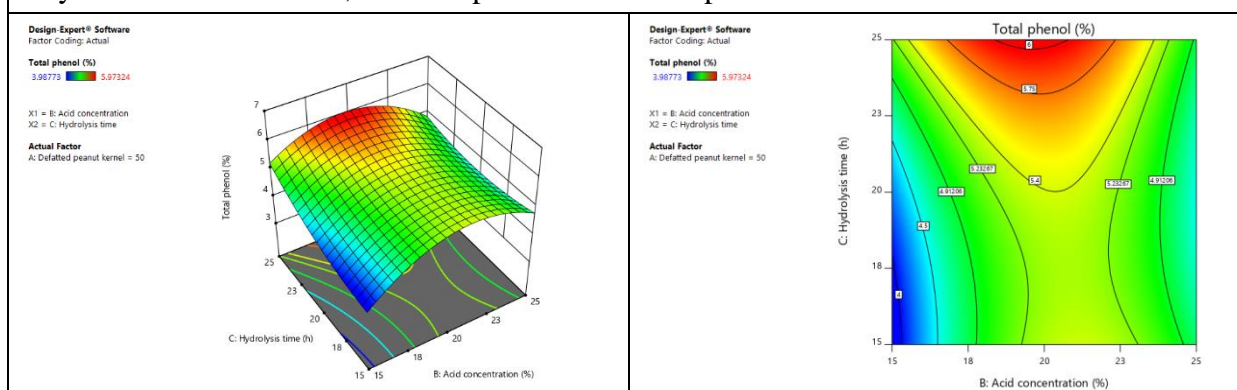 Design-Expert® Software
Factor Coding: Actual
Total phenol (%)
3.98773 5.97324
X1 = B: Acid concentration
X2 = C: Hydrolysis time
Actual Factor
A: Defatted peanut kernel = 50
Total phenol (%)
7
6
5
4
3
25
23
20
18
15
15
18
20
23
25
C: Hydrolysis time (h)
B: Acid concentration (%)
Design-Expert® Software
Factor Coding: Actual
Total phenol (%)
3.98773 5.97324
X1 = B: Acid concentration
X2 = C: Hydrolysis time
Actual Factor
A: Defatted peanut kernel = 50
Total phenol (%)
C: Hydrolysis time (h)
25
23
20
18
15
6
5.75
5.4
5.23267
5.23267
4.91206
4.91206
4.5
4
15
18
20
23
25
B: Acid concentration (%)